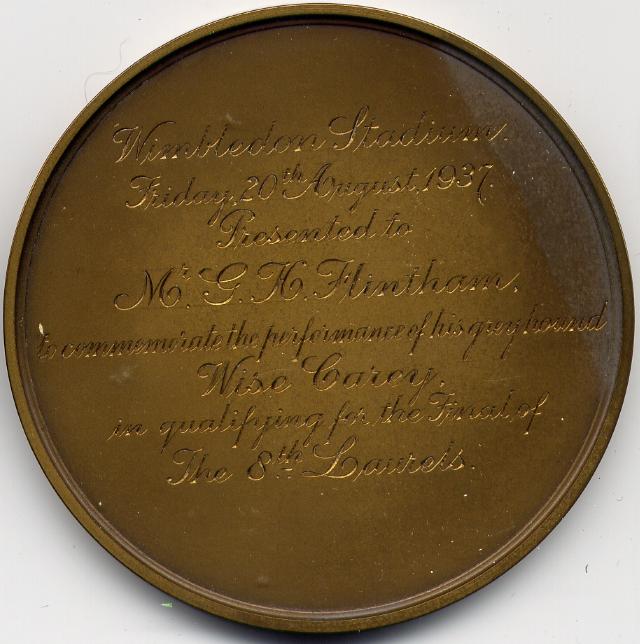 Wimbledon Stadium.
Friday, 20th August, 1937.
Presented to
Mr. G. H. Flintham,
to commemorate the performance of his greyhound
Wise Carey,
in qualifying for the Final of
The 8th Laurels.